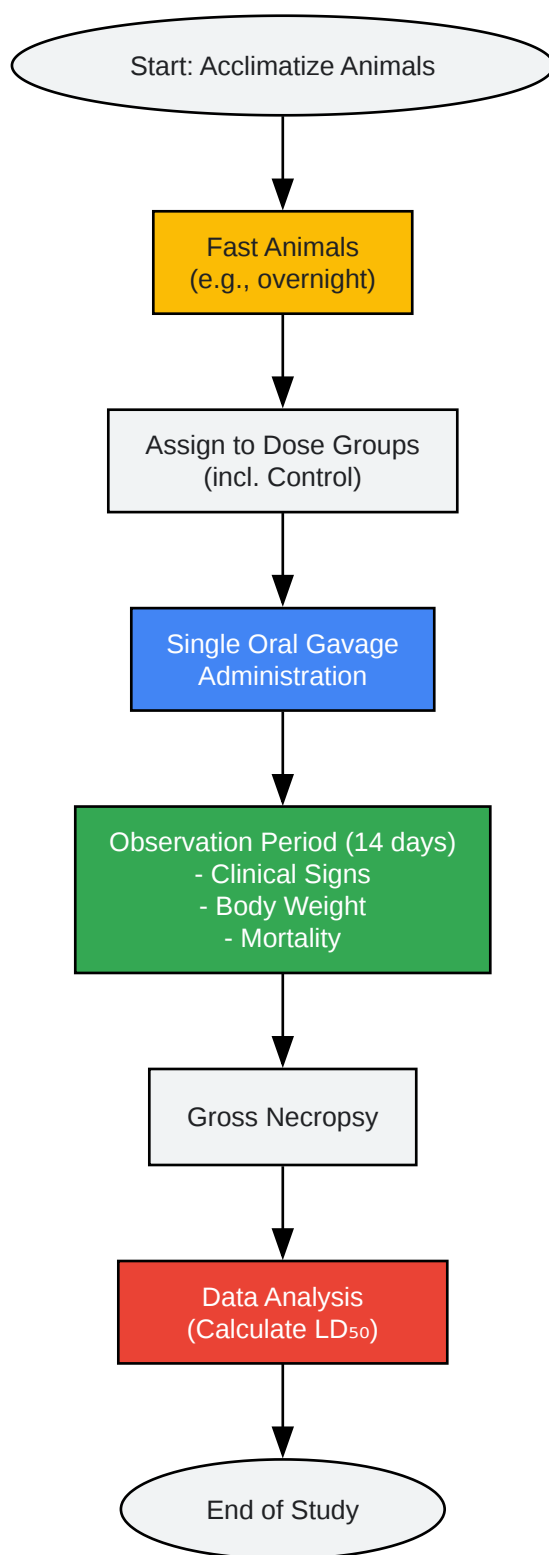 Start: Acclimatize Animals
Fast Animals
(e.g., overnight)
Assign to Dose Groups
(incl. Control)
Single Oral Gavage
Administration
Observation Period (14 days)
- Clinical Signs
- Body Weight
- Mortality
Gross Necropsy
Data Analysis
(Calculate LD₅₀)
End of Study